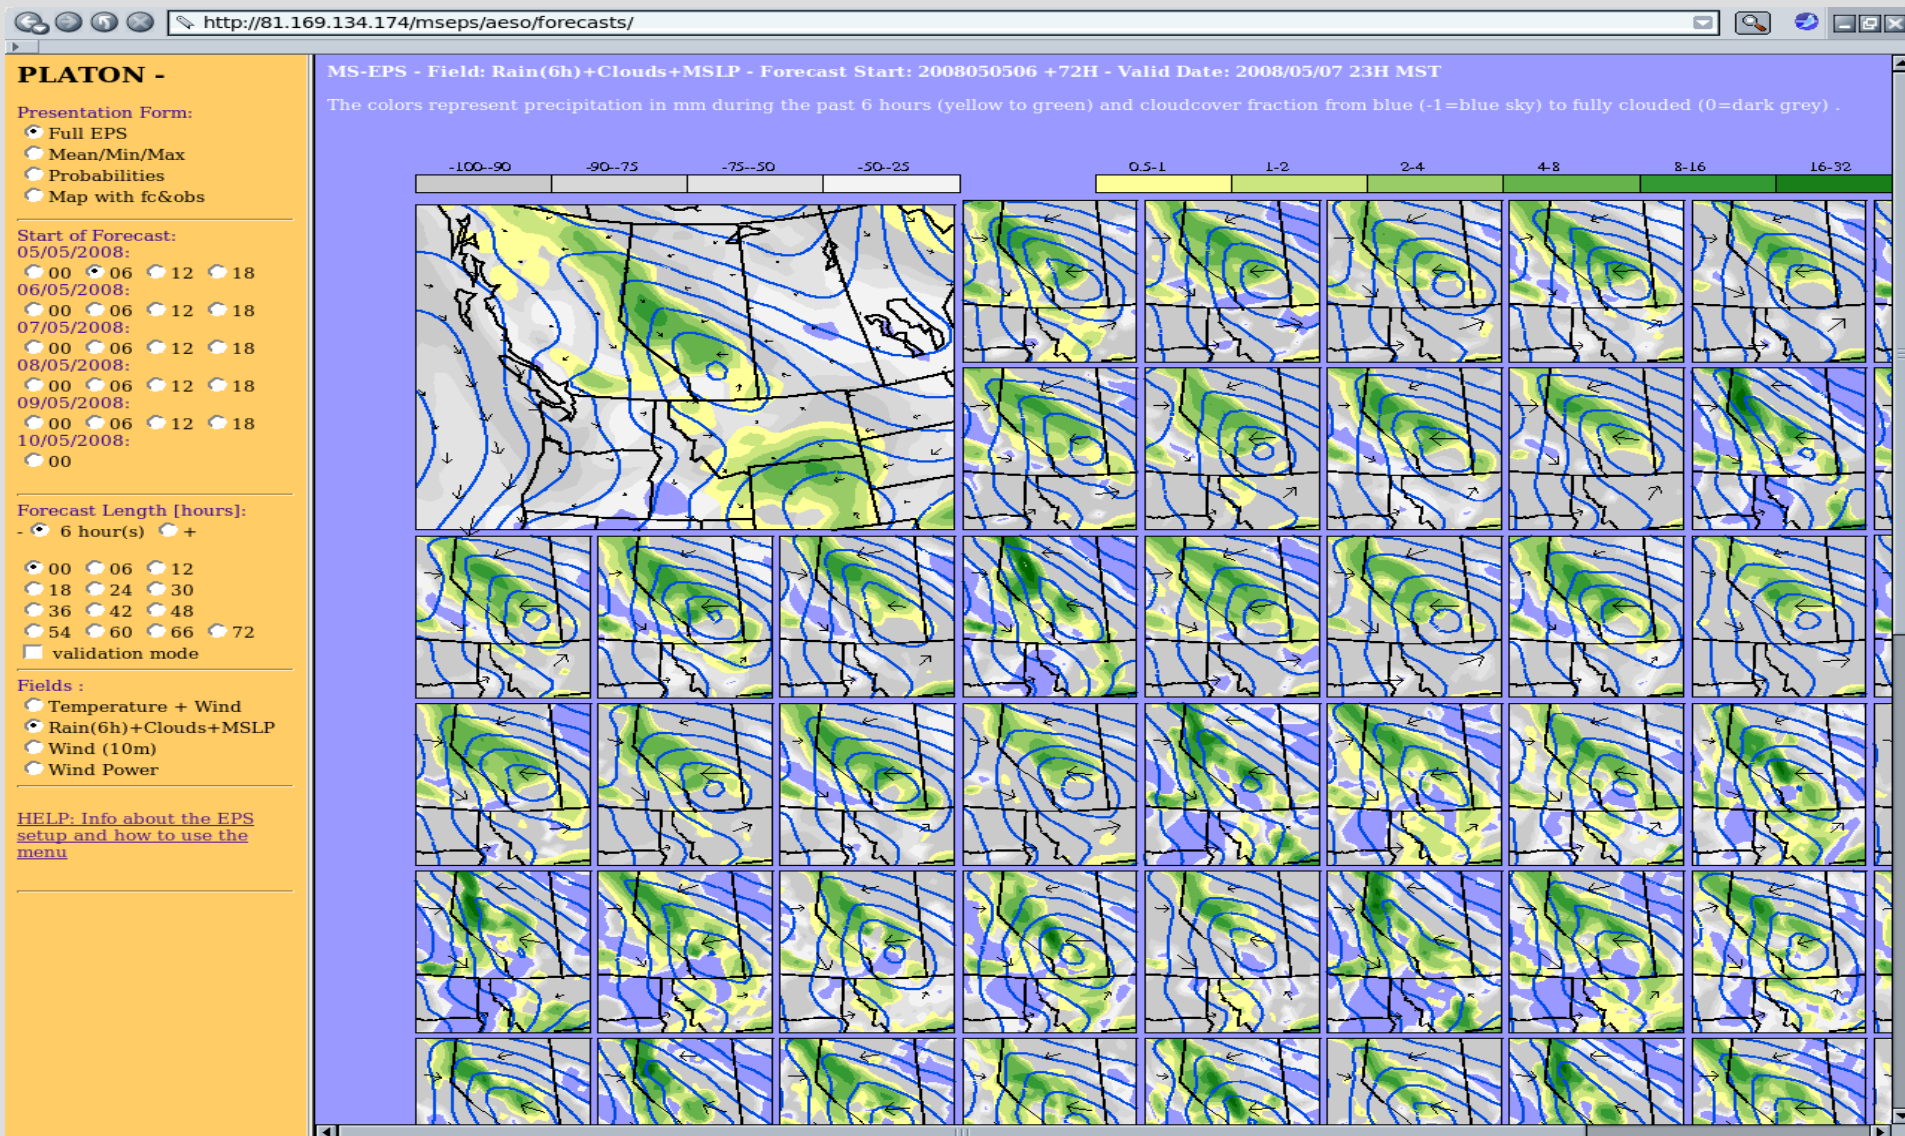 http://81.169.134.174/mseps/aeso/forecasts/
PLATON -
Presentation Form:
Full EPS
Mean/Min/Max
Probabilities
Map with fc&obs
Start of Forecast:
05/05/2008:
00 06 12 18
06/05/2008:
00 06 12 18
07/05/2008:
00 06 12 18
08/05/2008:
00 06 12 18
09/05/2008:
00 06 12 18
10/05/2008:
00
Forecast Length [hours]:
- 6 hour(s) +
00 06 12
18 24 30
36 42 48
54 60 66 72
validation mode
Fields :
Temperature + Wind
Rain(6h)+Clouds+MSLP
Wind (10m)
Wind Power
HELP: Info about the EPS
setup and how to use the
menu
MS-EPS - Field: Rain(6h)+Clouds+MSLP - Forecast Start: 2008050506 +72H - Valid Date: 2008/05/07 23H MST
The colors represent precipitation in mm during the past 6 hours (yellow to green) and cloudcover fraction from blue (-1=blue sky) to fully clouded (0=dark grey) .
-100--90 -90--75 -75--50 -50--25 0.5-1 1-2 2-4 4-8 8-16 16-32